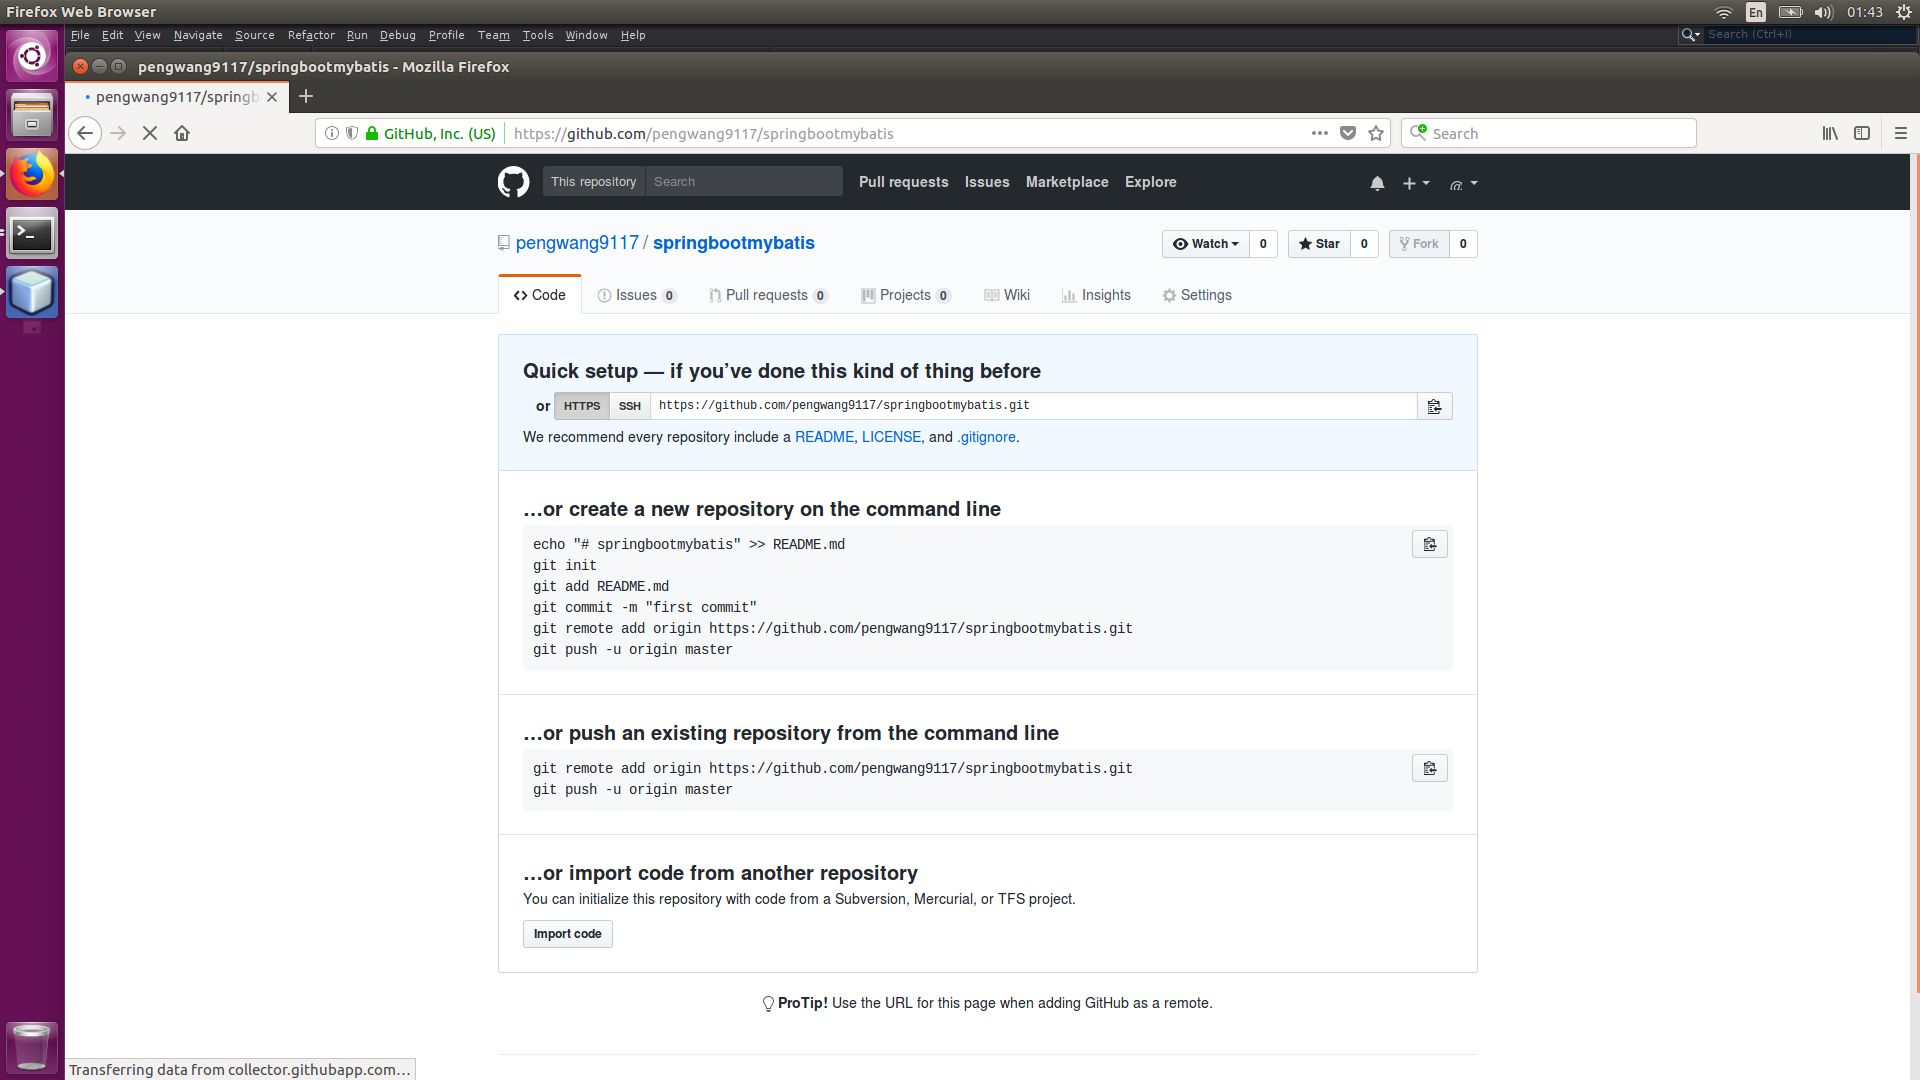 Firefox Web Browser
En
01:43
File Edit View Navigate Source Refactor Run Debug Profile Team Tools Window Help
Search (Ctrl+I)
pengwang9117/springbootmybatis - Mozilla Firefox
pengwang9117/springb
GitHub, Inc. (US) https://github.com/pengwang9117/springbootmybatis
Search
This repository Search Pull requests Issues Marketplace Explore
pengwang9117 / springbootmybatis
Watch 0 Star 0 Fork 0
Code Issues 0 Pull requests 0 Projects 0 Wiki Insights Settings
Quick setup — if you’ve done this kind of thing before
or HTTPS SSH https://github.com/pengwang9117/springbootmybatis.git
We recommend every repository include a README, LICENSE, and .gitignore.
…or create a new repository on the command line
echo "# springbootmybatis" >> README.md
git init
git add README.md
git commit -m "first commit"
git remote add origin https://github.com/pengwang9117/springbootmybatis.git
git push -u origin master
…or push an existing repository from the command line
git remote add origin https://github.com/pengwang9117/springbootmybatis.git
git push -u origin master
…or import code from another repository
You can initialize this repository with code from a Subversion, Mercurial, or TFS project.
Import code
ProTip! Use the URL for this page when adding GitHub as a remote.
Transferring data from collector.githubapp.com…